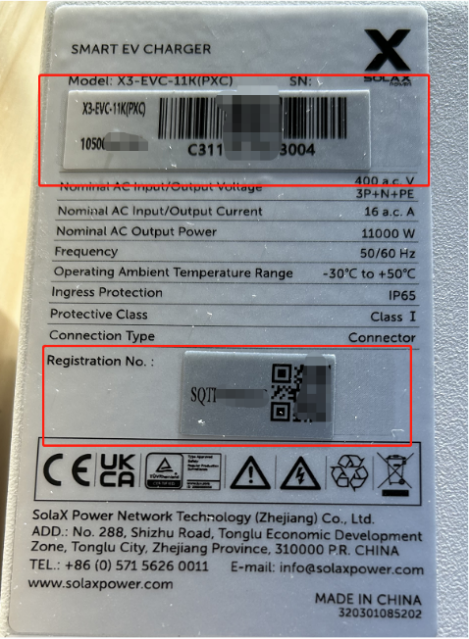 SMART EV CHARGER
X
SOLAX
POWER
Model: X3-EVC-11K(PXC) SN:
X3-EVC-11K(PXC)
10500
C311 3004
Nominal AC Input/Output Voltage 400 a.c. V
3P+N+PE
Nominal AC Input/Output Current 16 a.c. A
Nominal AC Output Power 11000 W
Frequency 50/60 Hz
Operating Ambient Temperature Range -30℃ to +50℃
Ingress Protection IP65
Protective Class Class I
Connection Type Connector
Registration No. :
SQTI
CE UK
CA
SolaX Power Network Technology (Zhejiang) Co., Ltd.
ADD.: No. 288, Shizhu Road, Tonglu Economic Development
Zone, Tonglu City, Zhejiang Province, 310000 P.R. CHINA
TEL.: +86 (0) 571 5626 0011 E-mail: info@solaxpower.com
www.solaxpower.com
MADE IN CHINA
320301085202